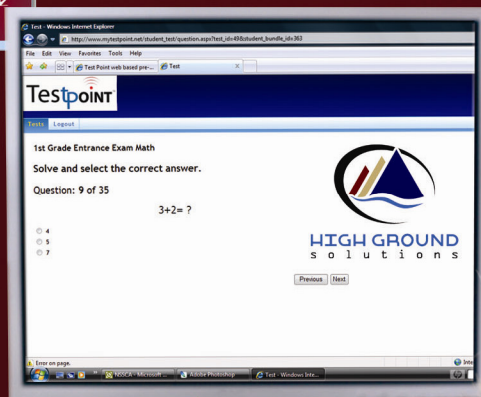 Test - Windows Internet Explorer
http://www.mytestpoint.net/student_test/question.aspx?test_id=49&student_bundle_id=363
File Edit View Favorites Tools Help
Test Point web based pre-... Test X
Testpoint
Tests Logout
1st Grade Entrance Exam Math
Solve and select the correct answer.
Question: 9 of 35
3+2= ?
4
5
7
HIGH GROUND
solutions
Previous Next
Error on page.
NSSCA - Microsoft ... Adobe Photoshop Test - Windows Inte...